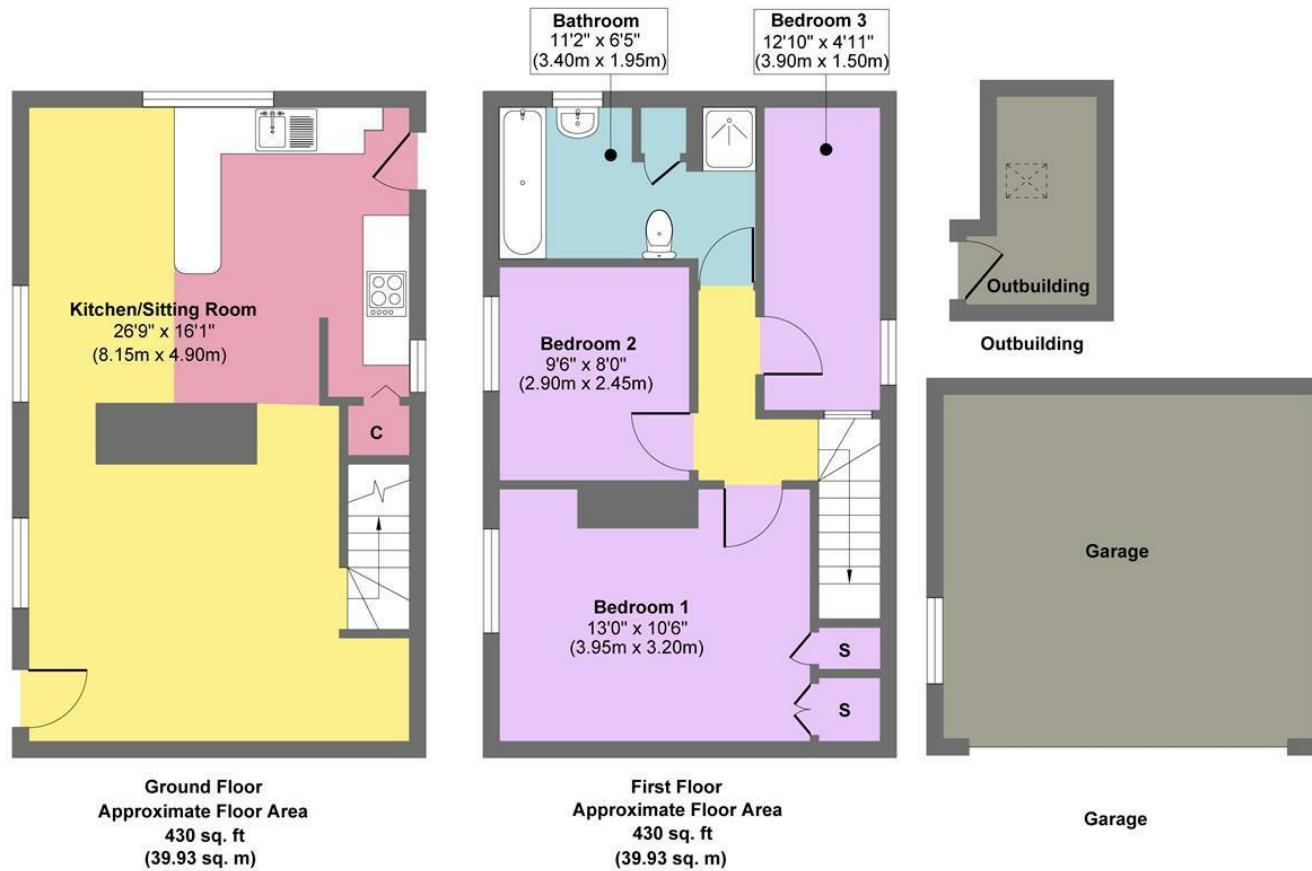 Bathroom
11'2" x 6'5"
(3.40m x 1.95m)
Bedroom 3
12'10" x 4'11"
(3.90m x 1.50m)
Kitchen/Sitting Room
26'9" x 16'1"
(8.15m x 4.90m)
C
Bedroom 2
9'6" x 8'0"
(2.90m x 2.45m)
Bedroom 1
13'0" x 10'6"
(3.95m x 3.20m)
S
S
Outbuilding
Outbuilding
Garage
Ground Floor
Approximate Floor Area
430 sq. ft
(39.93 sq. m)
First Floor
Approximate Floor Area
430 sq. ft
(39.93 sq. m)
Garage